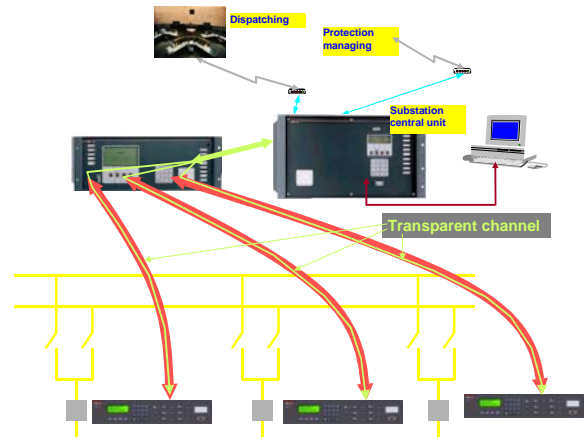 Dispatching
Protection
managing
Substation
central unit
Transparent channel